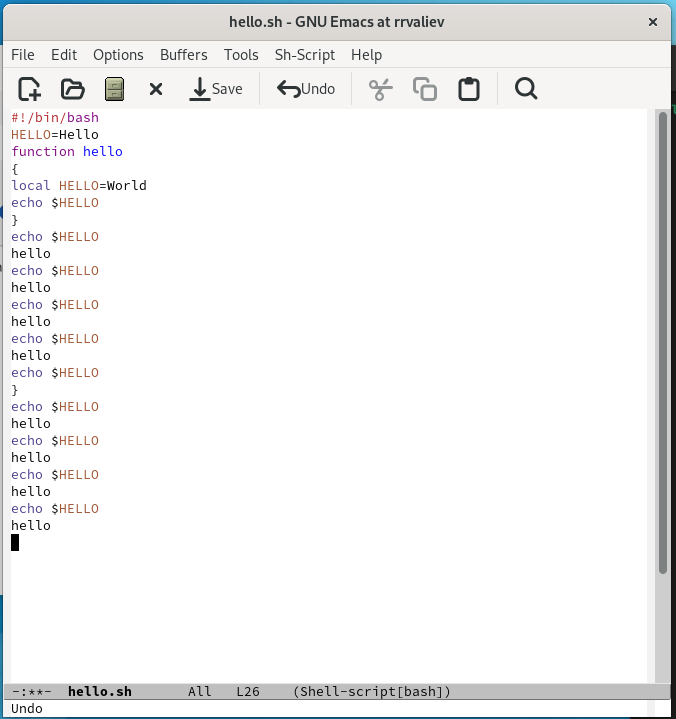 hello.sh - GNU Emacs at rrvaliev
File Edit Options Buffers Tools Sh-Script Help
Save Undo
#!/bin/bash
HELLO=Hello
function hello
{
local HELLO=World
echo $HELLO
}
echo $HELLO
hello
echo $HELLO
hello
echo $HELLO
hello
echo $HELLO
hello
echo $HELLO
}
echo $HELLO
hello
echo $HELLO
hello
echo $HELLO
hello
echo $HELLO
hello
-:**- hello.sh All L26 (Shell-script[bash])
Undo